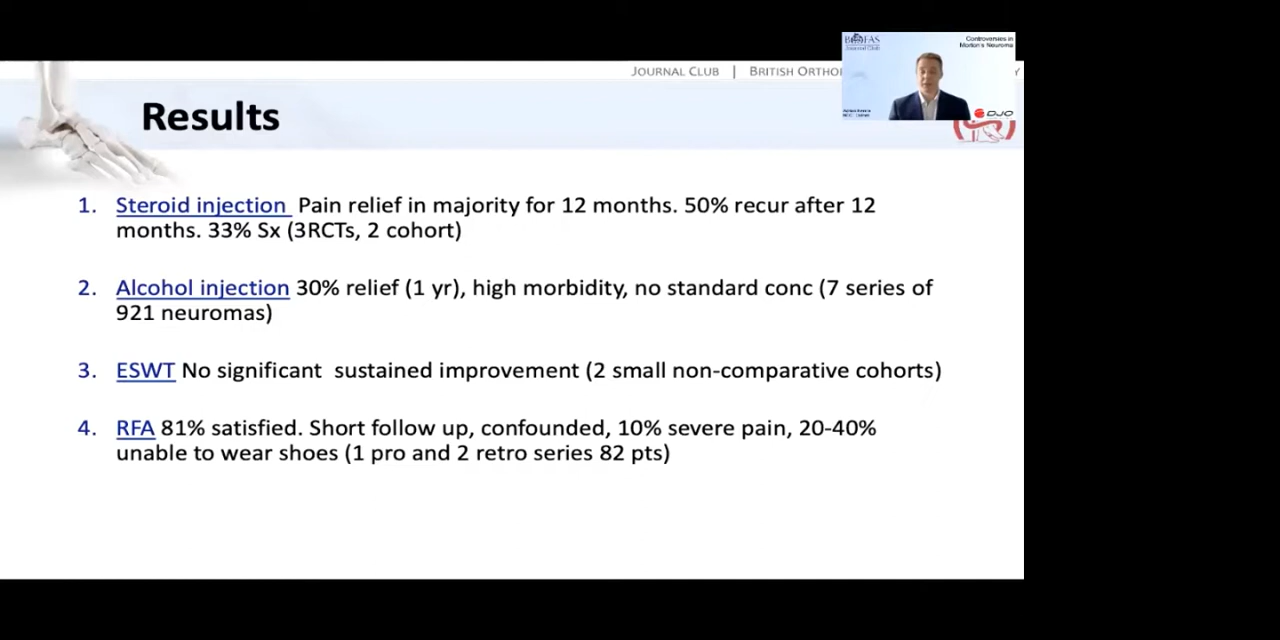 JOURNAL CLUB | BRITISH ORTHO
Controversies in
Morton's Neuroma
DJO
Results
1. Steroid injection Pain relief in majority for 12 months. 50% recur after 12
months. 33% Sx (3RCTs, 2 cohort)
2. Alcohol injection 30% relief (1 yr), high morbidity, no standard conc (7 series of
921 neuromas)
3. ESWT No significant sustained improvement (2 small non-comparative cohorts)
4. RFA 81% satisfied. Short follow up, confounded, 10% severe pain, 20-40%
unable to wear shoes (1 pro and 2 retro series 82 pts)